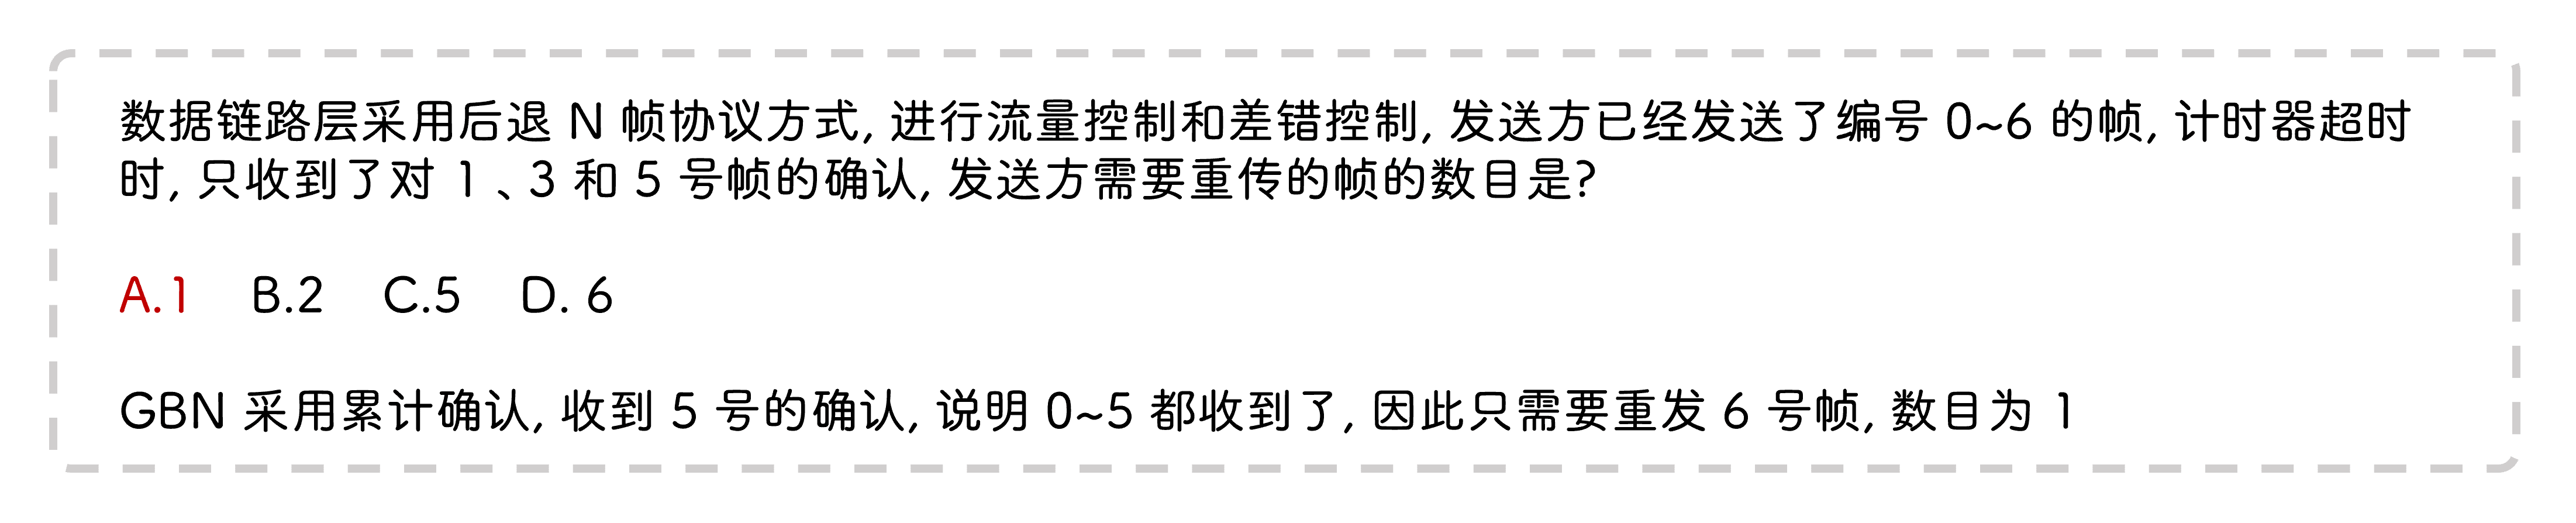 数据链路层采用后退 N 帧协议方式, 进行流量控制和差错控制, 发送方已经发送了编号 0~6 的帧, 计时器超时
时, 只收到了对 1 、3 和 5 号帧的确认, 发送方需要重传的帧的数目是?
A.1 B.2 C.5 D. 6
GBN 采用累计确认, 收到 5 号的确认, 说明 0~5 都收到了, 因此只需要重发 6 号帧, 数目为 1